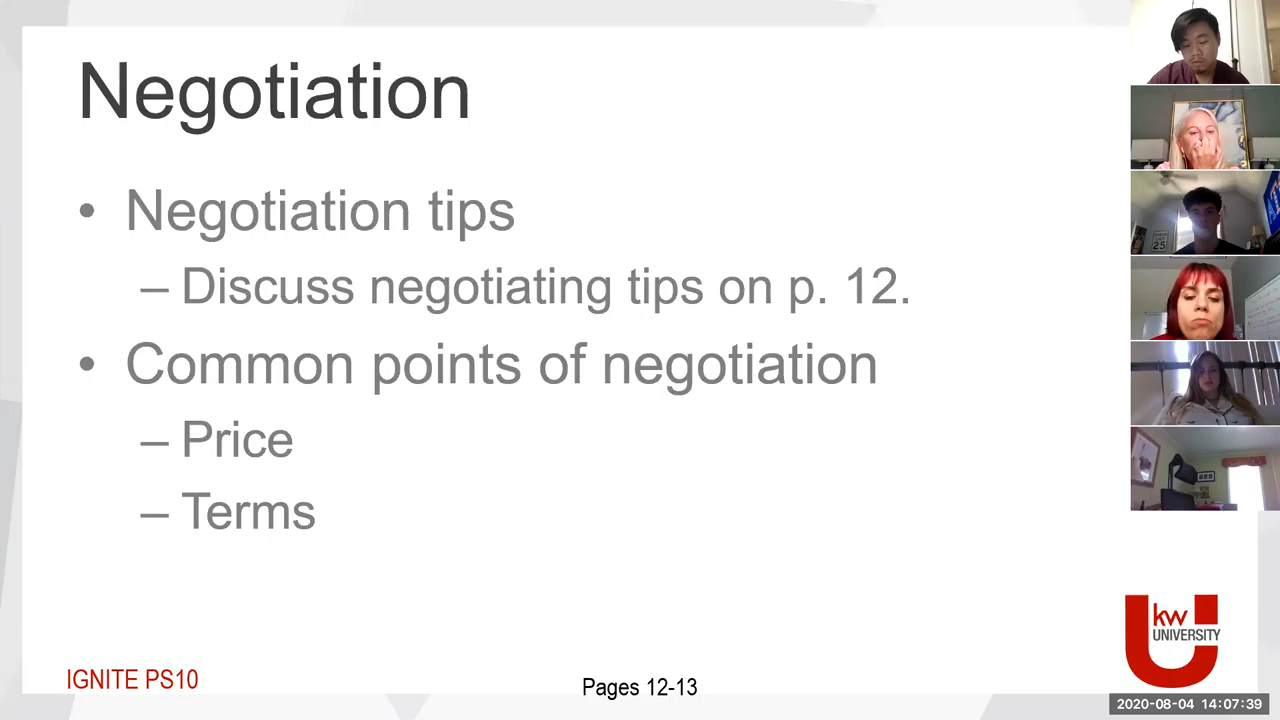 Negotiation
• Negotiation tips
– Discuss negotiating tips on p. 12.
• Common points of negotiation
– Price
– Terms
25
kw
UNIVERSITY
IGNITE PS10
Pages 12-13
2020-08-04 14:07:39